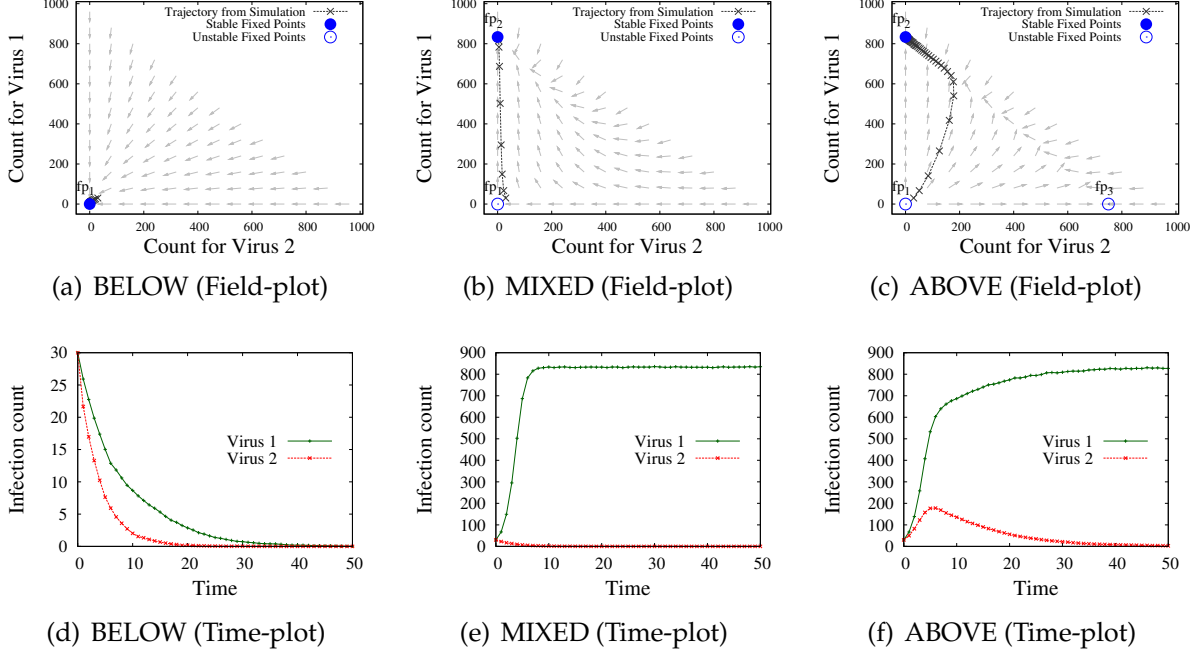 Trajectory from Simulation
Stable Fixed Points
Unstable Fixed Points
fp1
Count for Virus 1
1000
800
600
400
200
0
0 200 400 600 800 1000
Count for Virus 2
(a) BELOW (Field-plot)
Trajectory from Simulation
Stable Fixed Points
Unstable Fixed Points
fp2
fp1
Count for Virus 1
1000
800
600
400
200
0
0 200 400 600 800 1000
Count for Virus 2
(b) MIXED (Field-plot)
Trajectory from Simulation
Stable Fixed Points
Unstable Fixed Points
fp2
fp1
fp3
Count for Virus 1
1000
800
600
400
200
0
0 200 400 600 800 1000
Count for Virus 2
(c) ABOVE (Field-plot)
Infection count
30
25
20
15
10
5
0
Virus 1
Virus 2
0 10 20 30 40 50
Time
(d) BELOW (Time-plot)
Infection count
900
800
700
600
500
400
300
200
100
0
Virus 1
Virus 2
0 10 20 30 40 50
Time
(e) MIXED (Time-plot)
Infection count
900
800
700
600
500
400
300
200
100
0
Virus 1
Virus 2
0 10 20 30 40 50
Time
(f) ABOVE (Time-plot)